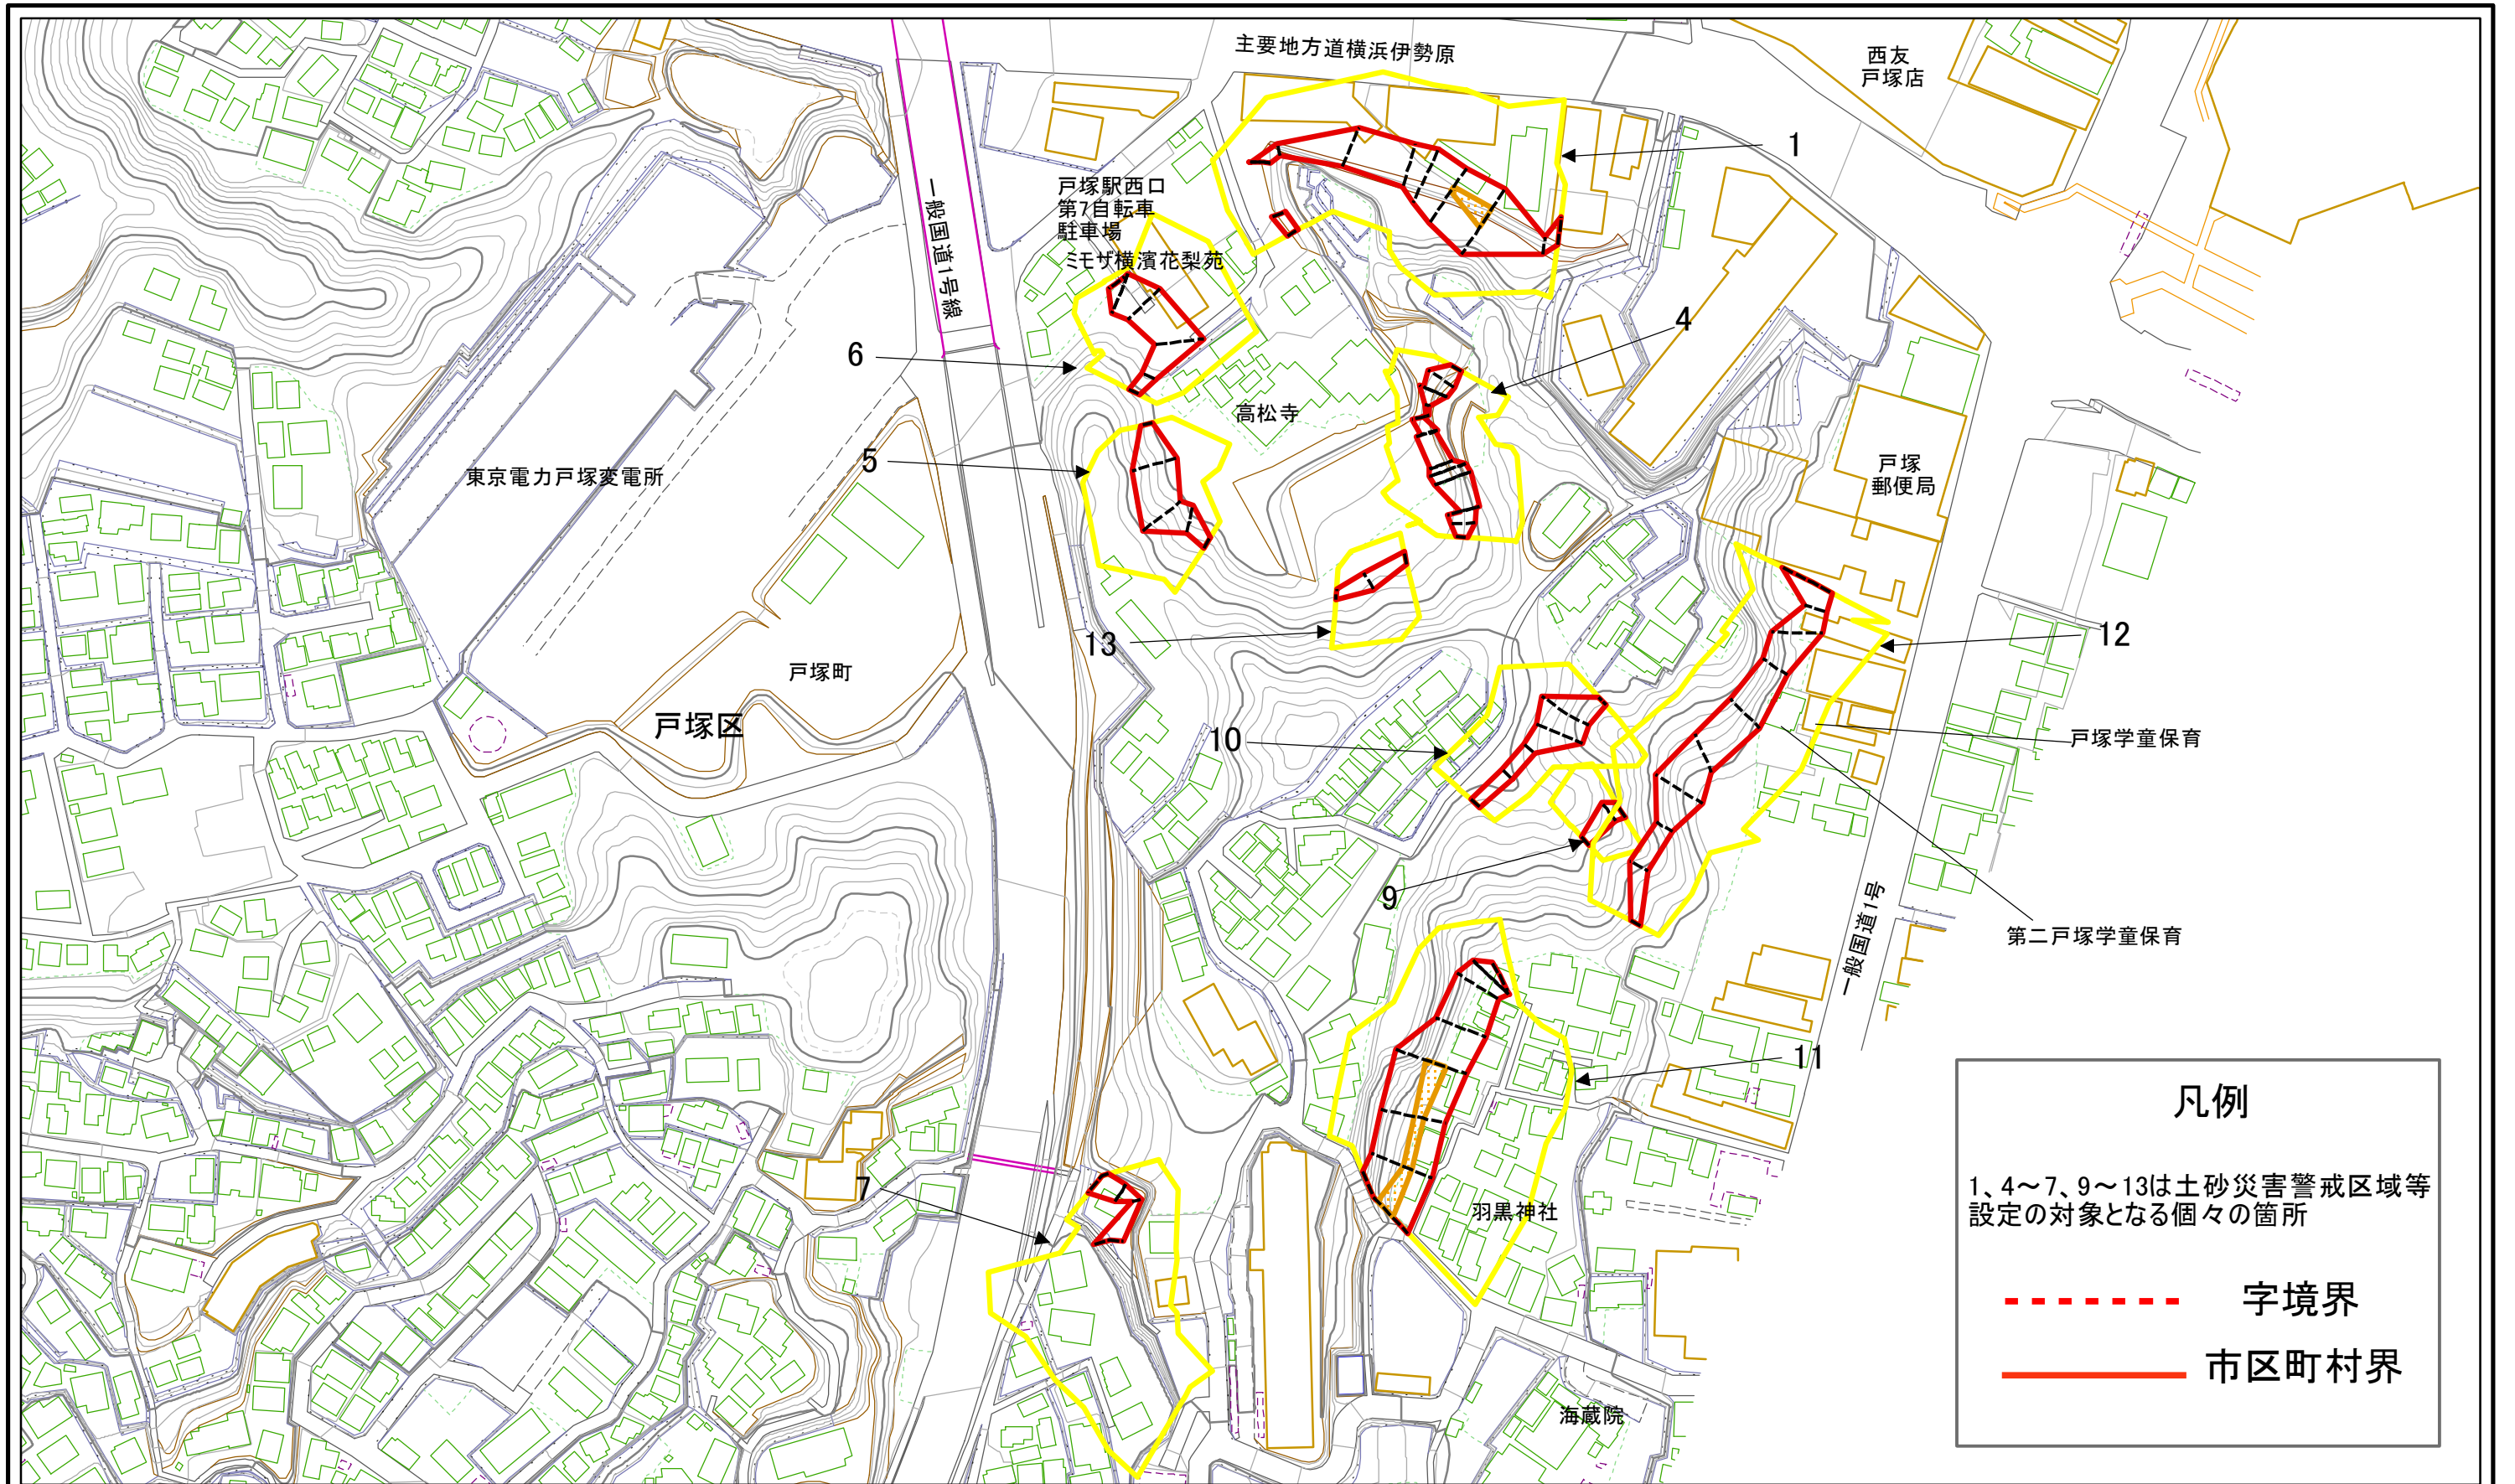 主要地方道横浜伊勢原
西友
戸塚店
1
戸塚駅西口
第7自転車
駐車場
ミモザ横濱花梨苑
一般国道1号線
4
6
高松寺
5
東京電力戸塚変電所
戸塚
郵便局
13
12
戸塚町
戸塚区
10
戸塚学童保育
9
一般国道1号
第二戸塚学童保育
11
7
羽黒神社
海蔵院
凡例
1、4～7、9～13は土砂災害警戒区域等
設定の対象となる個々の箇所
字境界
市区町村界